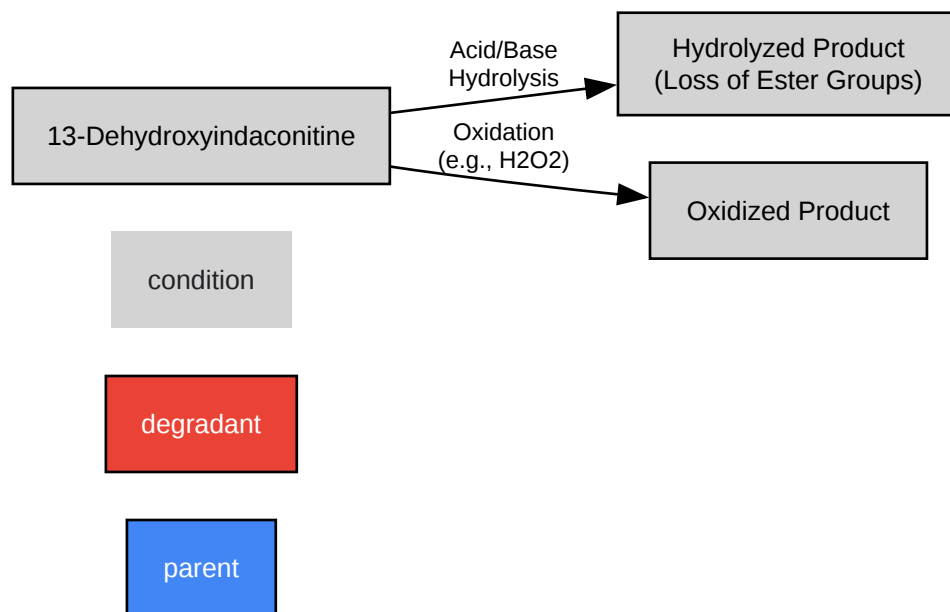 13-Dehydroxyindaconitine
Acid/Base
Hydrolysis
Hydrolyzed Product
(Loss of Ester Groups)
Oxidation
(e.g., H2O2)
Oxidized Product
condition
degradant
parent